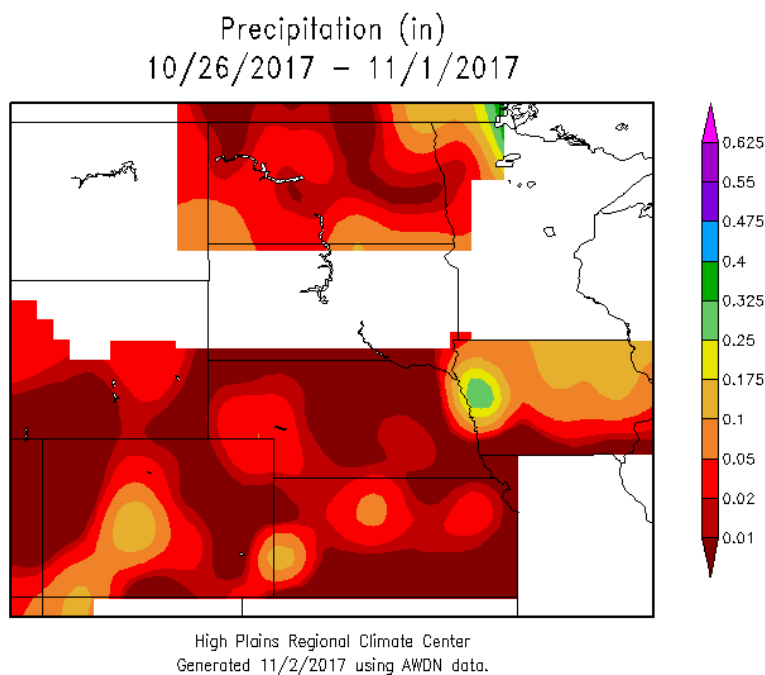 Precipitation (in)
10/26/2017 – 11/1/2017
0.625
0.55
0.475
0.4
0.325
0.25
0.175
0.1
0.05
0.02
0.01
High Plains Regional Climate Center
Generated 11/2/2017 using AWDN data.